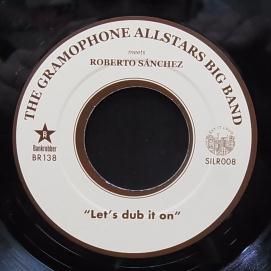 THE GRAMOPHONE ALLSTARS BIG BAND
meets
ROBERTO SÁNCHEZ
B
Bankrobber
BR138
SILR008
"Let's dub it on"